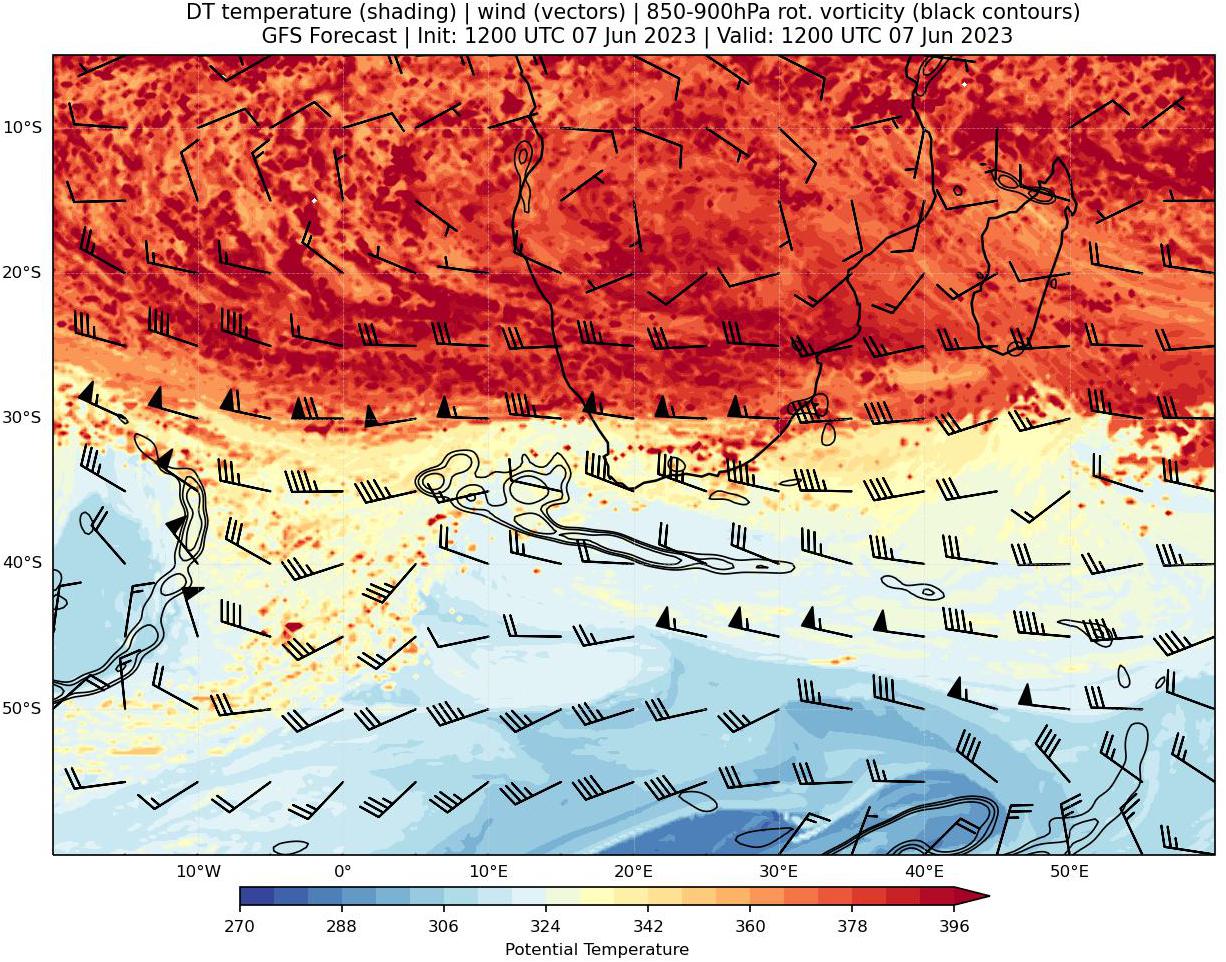 DT temperature (shading) | wind (vectors) | 850-900hPa rot. vorticity (black contours)
GFS Forecast | Init: 1200 UTC 07 Jun 2023 | Valid: 1200 UTC 07 Jun 2023
10°S
20°S
30°S
40°S
50°S
10°W 0° 10°E 20°E 30°E 40°E 50°E
270 288 306 324 342 360 378 396
Potential Temperature